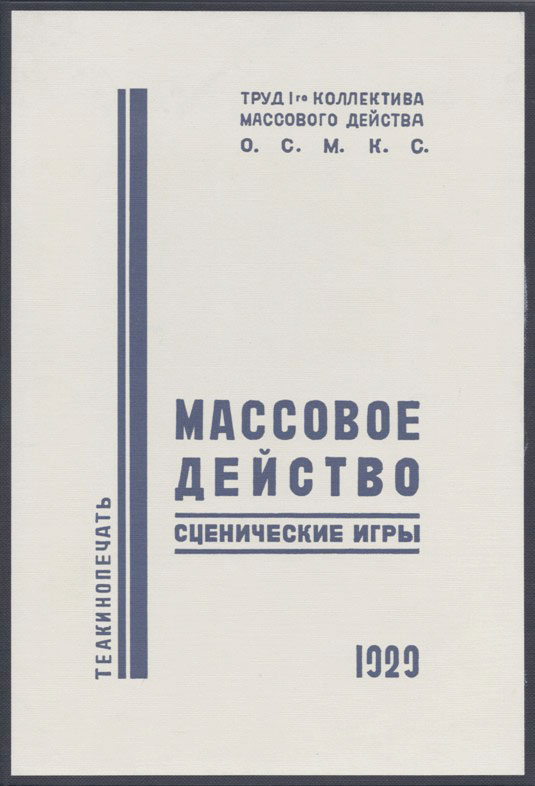 ТРУД 1го КОЛЛЕКТИВА
МАССОВОГО ДЕЙСТВА
О. С. М. К. С.
МАССОВОЕ
ДЕЙСТВО
СЦЕНИЧЕСКИЕ ИГРЫ
ТЕАКИНОПЕЧАТЬ
1929